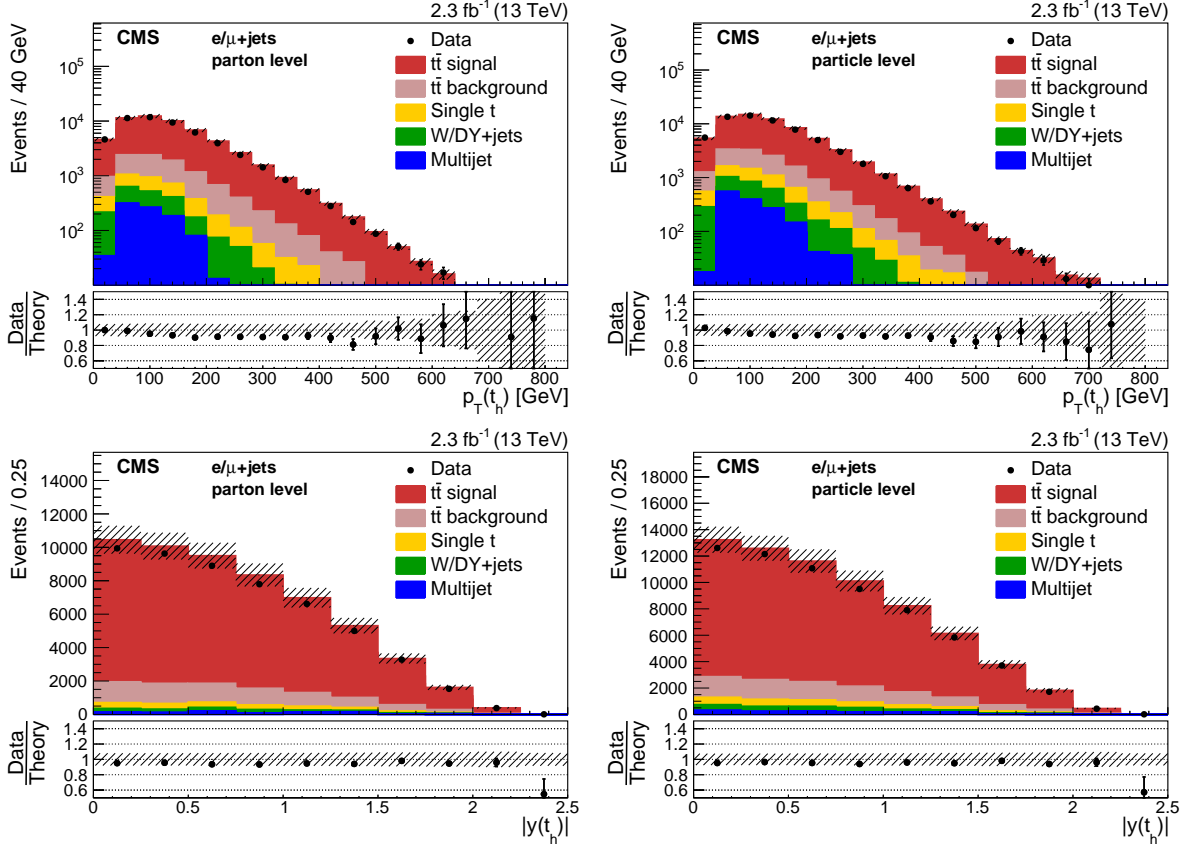 2.3 fb⁻¹ (13 TeV)
CMS
e/μ+jets
parton level
Data
tt̄ signal
tt̄ background
Single t
W/DY+jets
Multijet
Events / 40 GeV
10⁵
10⁴
10³
10²
Data
Theory
1.4
1.2
1
0.8
0.6
0 100 200 300 400 500 600 700 800
p_T(t_h) [GeV]
2.3 fb⁻¹ (13 TeV)
CMS
e/μ+jets
particle level
Data
tt̄ signal
tt̄ background
Single t
W/DY+jets
Multijet
Events / 40 GeV
10⁵
10⁴
10³
10²
Data
Theory
1.4
1.2
1
0.8
0.6
0 100 200 300 400 500 600 700 800
p_T(t_h) [GeV]
2.3 fb⁻¹ (13 TeV)
CMS
e/μ+jets
parton level
Data
tt̄ signal
tt̄ background
Single t
W/DY+jets
Multijet
Events / 0.25
14000
12000
10000
8000
6000
4000
2000
0
Data
Theory
1.4
1.2
1
0.8
0.6
0 0.5 1 1.5 2 2.5
|y(t_h)|
2.3 fb⁻¹ (13 TeV)
CMS
e/μ+jets
particle level
Data
tt̄ signal
tt̄ background
Single t
W/DY+jets
Multijet
Events / 0.25
18000
16000
14000
12000
10000
8000
6000
4000
2000
0
Data
Theory
1.4
1.2
1
0.8
0.6
0 0.5 1 1.5 2 2.5
|y(t_h)|